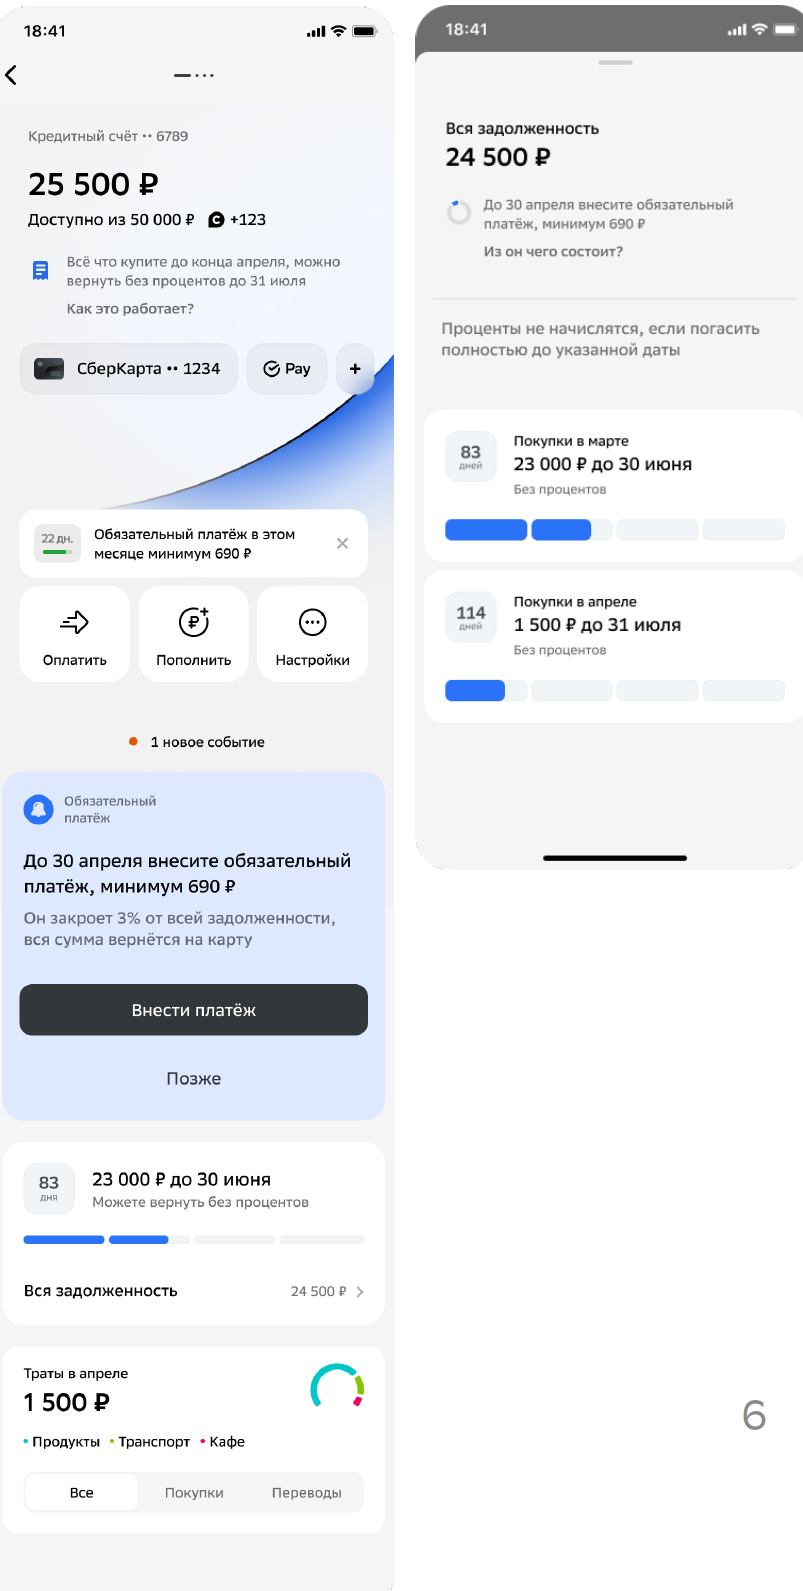 18:41
Кредитный счёт •• 6789
25 500 ₽
Доступно из 50 000 ₽ C +123
Всё что купите до конца апреля, можно
вернуть без процентов до 31 июля
Как это работает?
СберКарта •• 1234
Pay
+
22 дн.
Обязательный платёж в этом
месяце минимум 690 ₽
Оплатить
Пополнить
Настройки
1 новое событие
Обязательный
платёж
До 30 апреля внесите обязательный
платёж, минимум 690 ₽
Он закроет 3% от всей задолженности,
вся сумма вернётся на карту
Внести платёж
Позже
83
дня
23 000 ₽ до 30 июня
Можете вернуть без процентов
Вся задолженность
24 500 ₽
Траты в апреле
1 500 ₽
• Продукты • Транспорт • Кафе
Все
Покупки
Переводы
18:41
Вся задолженность
24 500 ₽
До 30 апреля внесите обязательный
платёж, минимум 690 ₽
Из он чего состоит?
Проценты не начислятся, если погасить
полностью до указанной даты
83
дней
Покупки в марте
23 000 ₽ до 30 июня
Без процентов
114
дней
Покупки в апреле
1 500 ₽ до 31 июля
Без процентов
6